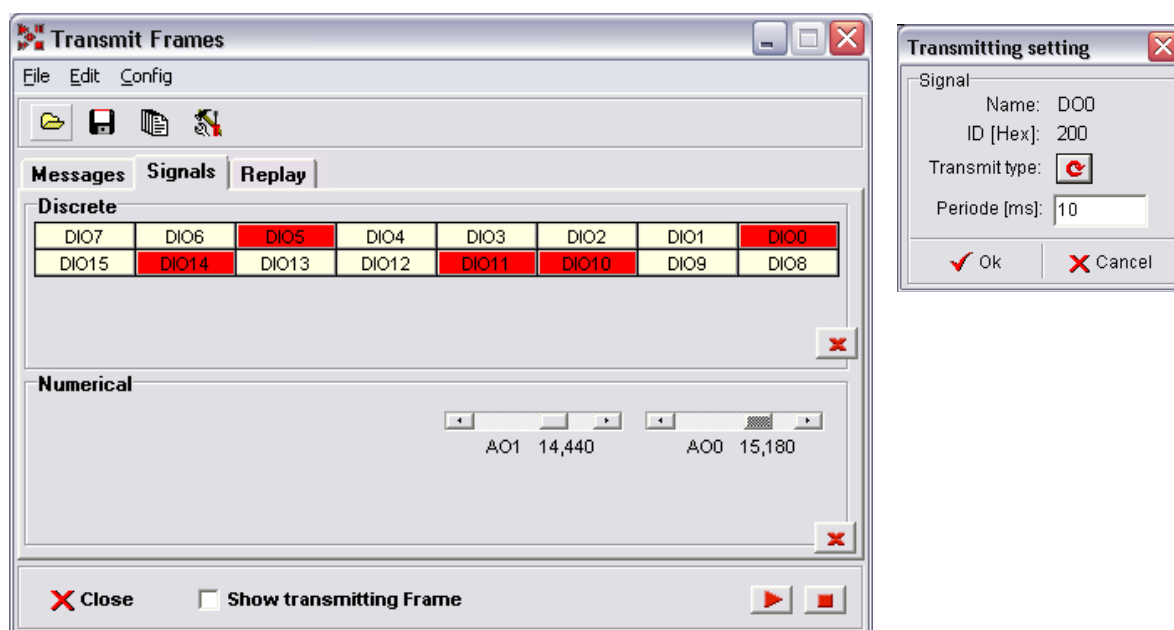 Transmit Frames
File Edit Config
Messages Signals Replay
Discrete
DIO7 DIO6 DIO5 DIO4 DIO3 DIO2 DIO1 DIO0
DIO15 DIO14 DIO13 DIO12 DIO11 DIO10 DIO9 DIO8
Numerical
AO1 14,440 AO0 15,180
Close Show transmitting Frame
Transmitting setting
Signal
Name: DO0
ID [Hex]: 200
Transmit type:
Periode [ms]: 10
Ok Cancel